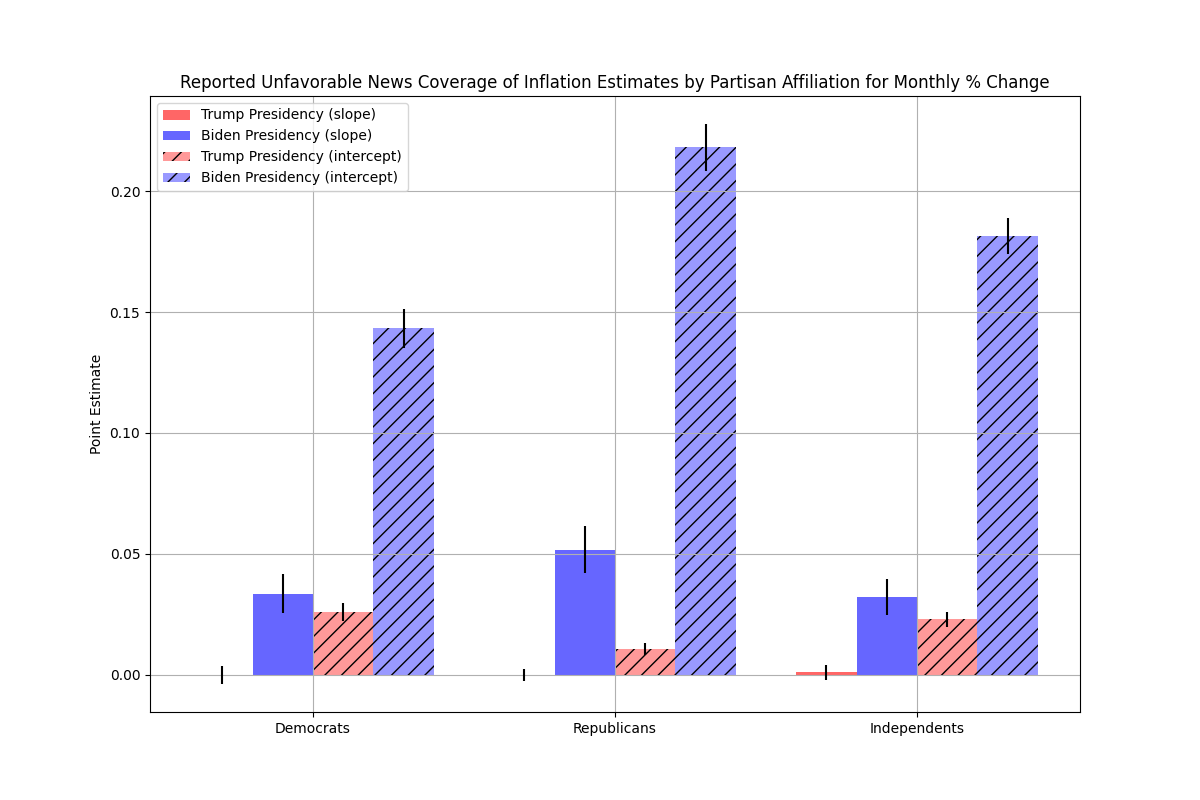 Reported Unfavorable News Coverage of Inflation Estimates by Partisan Affiliation for Monthly % Change
Trump Presidency (slope)
Biden Presidency (slope)
Trump Presidency (intercept)
Biden Presidency (intercept)
Point Estimate
0.20
0.15
0.10
0.05
0.00
Democrats
Republicans
Independents